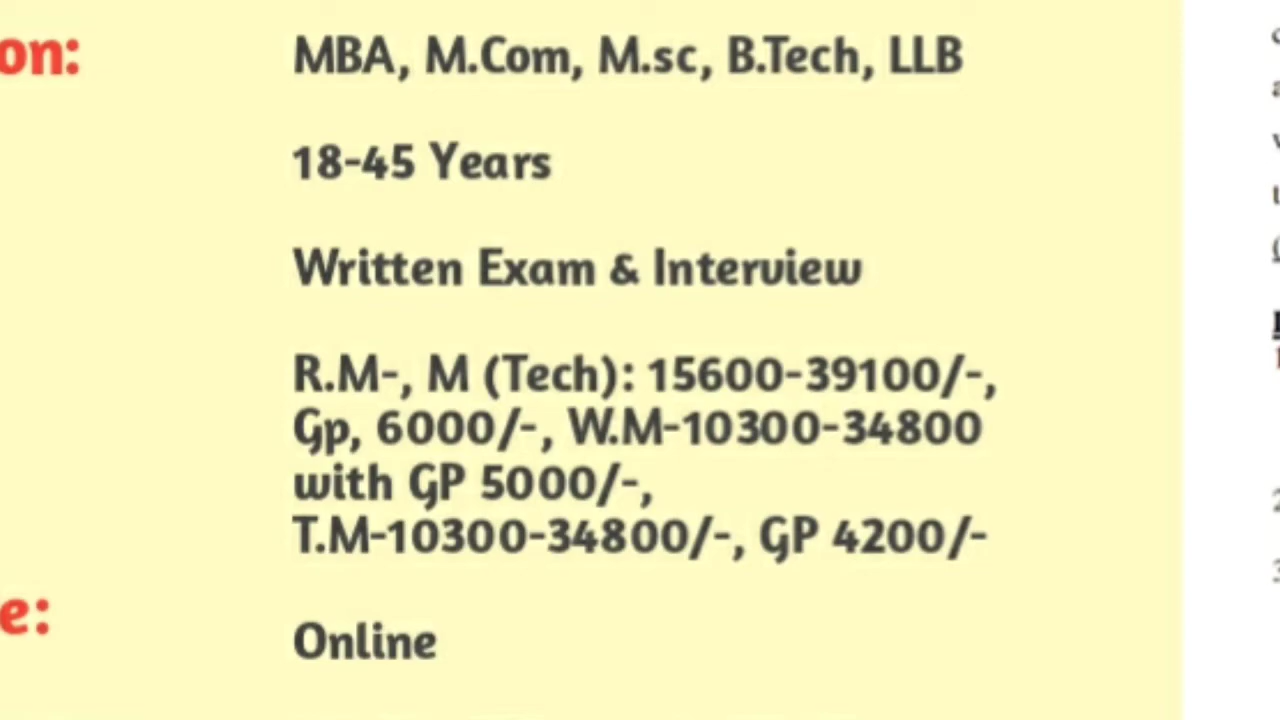 on:
MBA, M.Com, M.sc, B.Tech, LLB
18-45 Years
Written Exam & Interview
R.M-, M (Tech): 15600-39100/-,
Gp, 6000/-, W.M-10300-34800
with GP 5000/-,
T.M-10300-34800/-, GP 4200/-
e:
Online